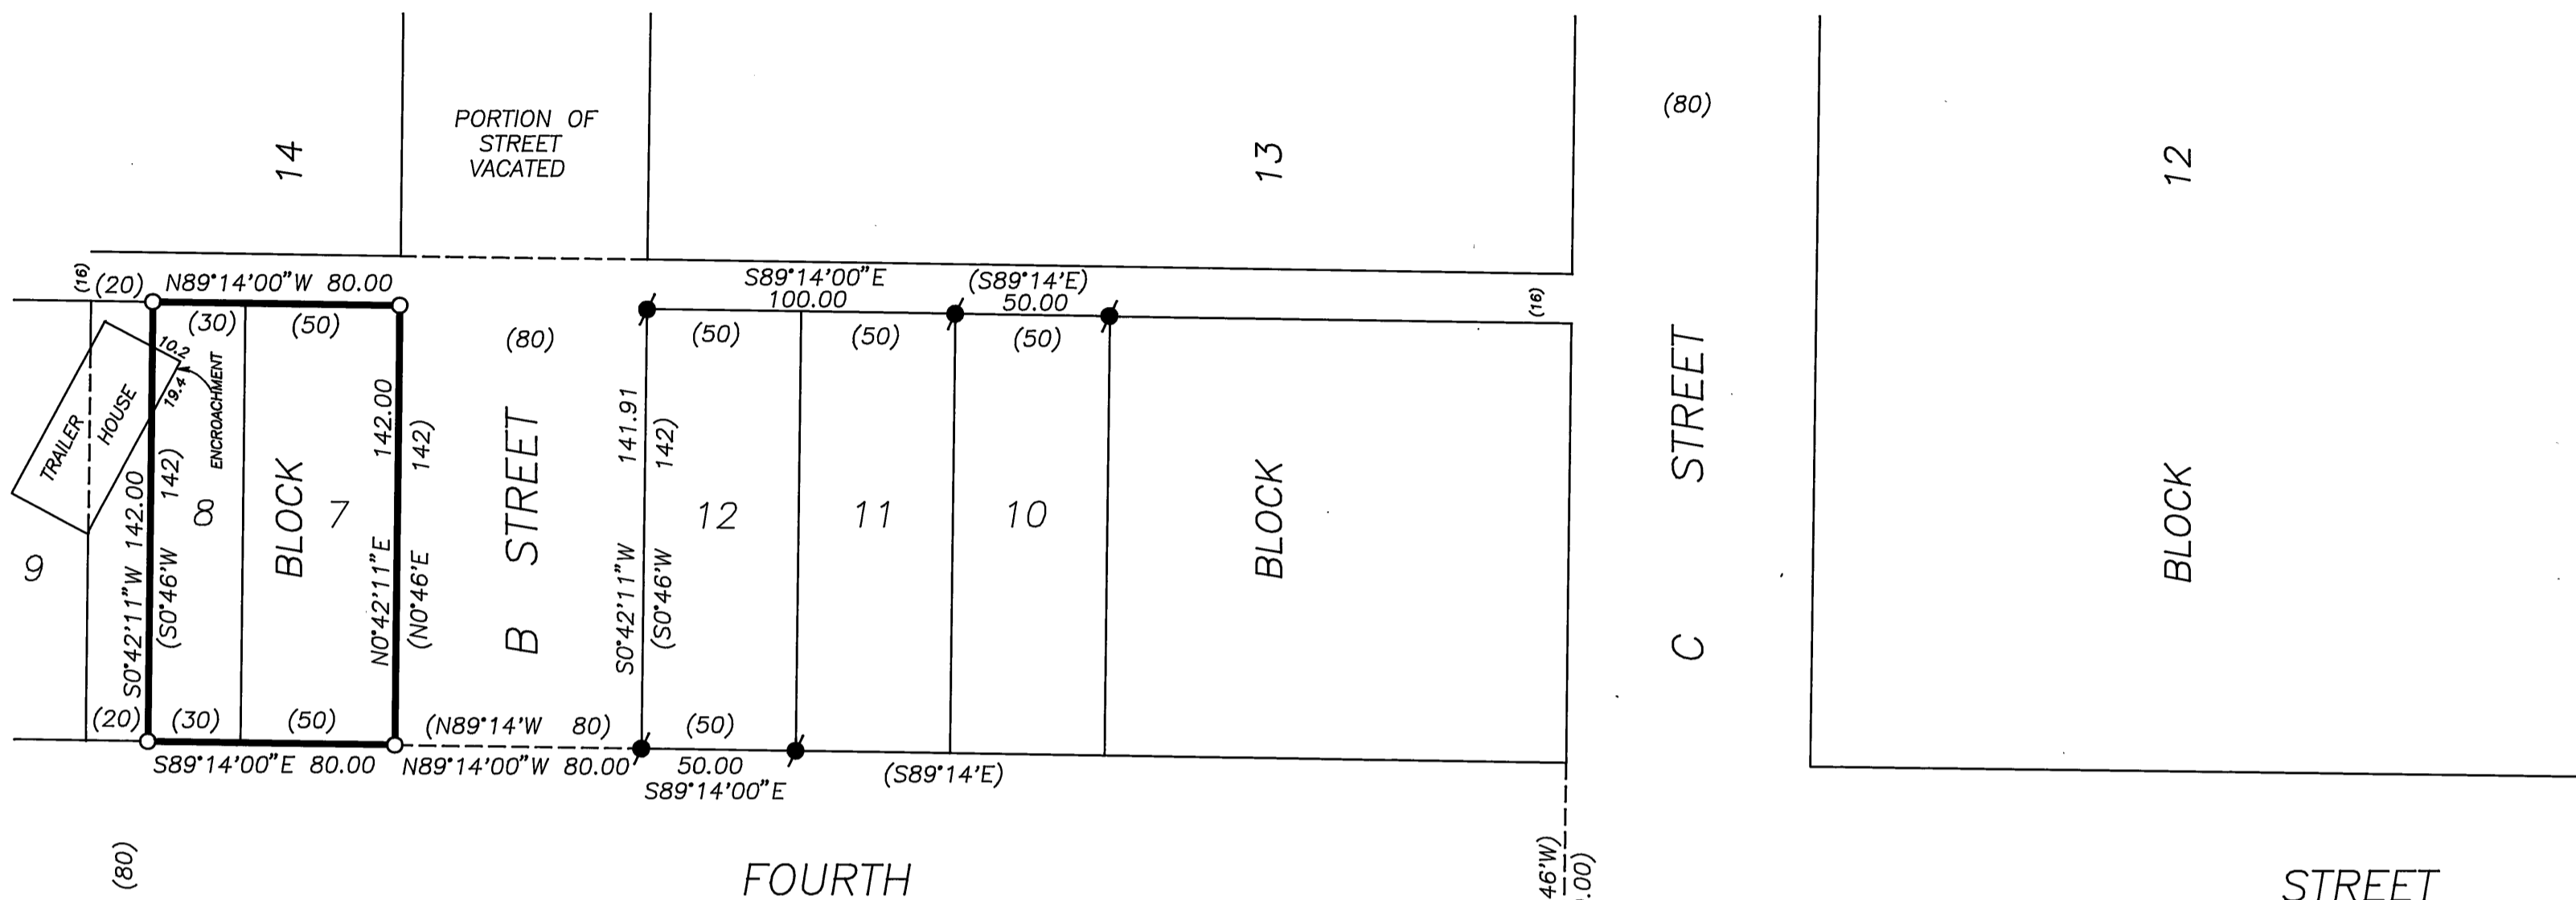 PORTION OF
STREET
VACATED
14
13
12
(80)
(16)
(20)
N89°14'00"W 80.00
S89°14'00"E
100.00
(S89°14'E)
50.00
(16)
(30)
(50)
(80)
(50)
(50)
(50)
10.2
19.4
ENCROACHMENT
TRAILER
HOUSE
9
8
BLOCK
7
S0°42'11"W 142.00
(S0°46'W 142)
N0°42'11"E 142.00
(N0°46'E 142)
B STREET
S0°42'11"W 141.91
(S0°46'W 142)
12
11
10
BLOCK
C STREET
BLOCK
(20)
(30)
(50)
(N89°14'W 80)
(50)
S89°14'00"E 80.00
N89°14'00"W 80.00
50.00
S89°14'00"E
(S89°14'E)
(80)
FOURTH STREET
46'W)
.00)